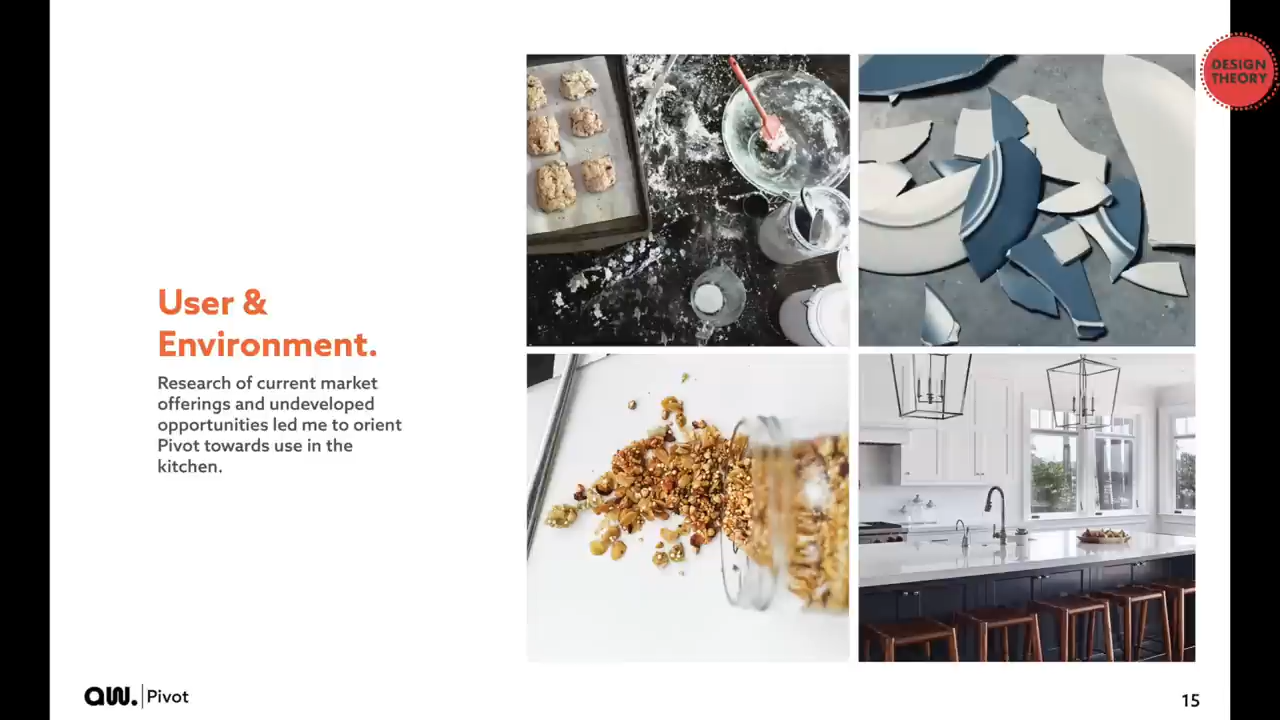 DESIGN
THEORY
User &
Environment.
Research of current market
offerings and undeveloped
opportunities led me to orient
Pivot towards use in the
kitchen.
aw. | Pivot
15